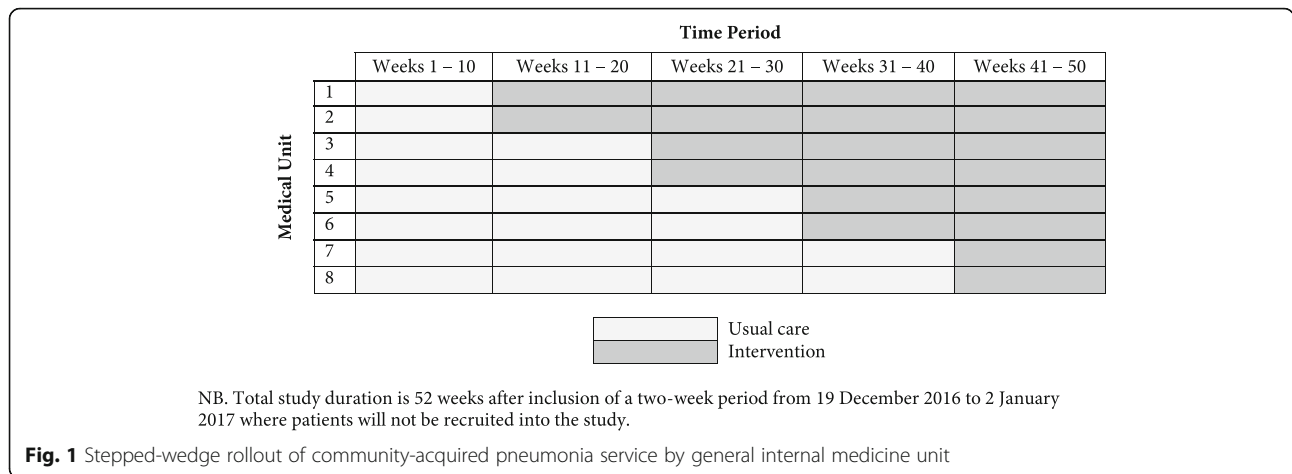 Time Period
Weeks 1 – 10 Weeks 11 – 20 Weeks 21 – 30 Weeks 31 – 40 Weeks 41 – 50
Medical Unit
1
2
3
4
5
6
7
8
Usual care
Intervention
NB. Total study duration is 52 weeks after inclusion of a two-week period from 19 December 2016 to 2 January
2017 where patients will not be recruited into the study.
Fig. 1 Stepped-wedge rollout of community-acquired pneumonia service by general internal medicine unit